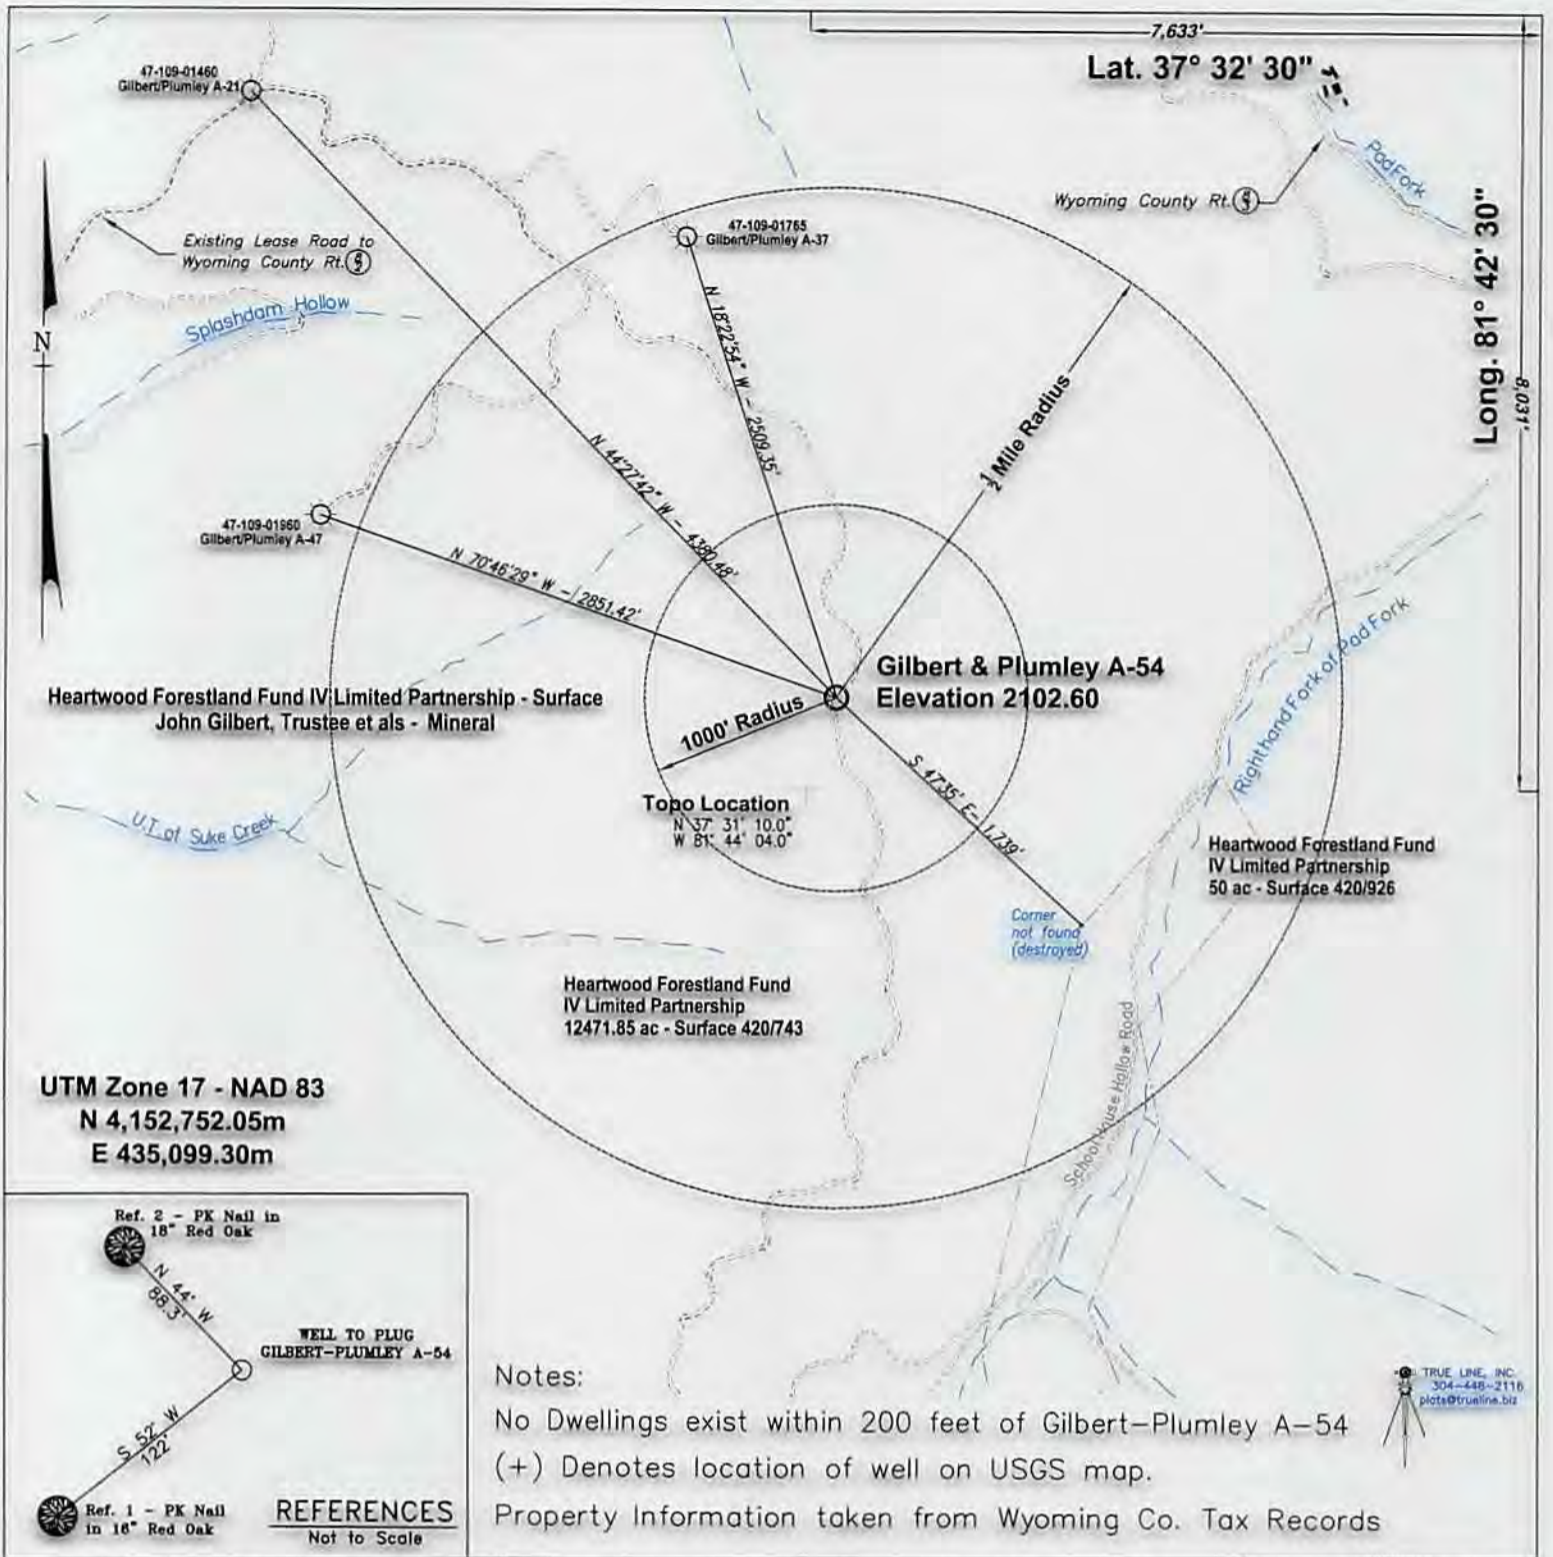 7,633'
Lat. 37° 32' 30"
47-109-01460
Gilbert/Plumley A-21
Pad Fork
Wyoming County Rt.
Long. 81° 42' 30"
8,031'
47-109-01765
Gilbert/Plumley A-37
Existing Lease Road to
Wyoming County Rt.
Splashdam Hollow
N
N 18°22'54" W - 2509.35'
1/2 Mile Radius
N 44°27'42" W - 4380.48'
47-109-01960
Gilbert/Plumley A-47
N 70°46'29" W - 2851.42'
Righthand Fork of Pad Fork
Gilbert & Plumley A-54
Elevation 2102.60
Heartwood Forestland Fund IV Limited Partnership - Surface
John Gilbert, Trustee et als - Mineral
1000' Radius
S 47°35' E - 1,739'
Topo Location
N 37° 31' 10.0"
W 81° 44' 04.0"
U.T. of Suke Creek
Heartwood Forestland Fund
IV Limited Partnership
50 ac - Surface 420/926
Corner
not found
(destroyed)
Heartwood Forestland Fund
IV Limited Partnership
12471.85 ac - Surface 420/743
School House Hollow Road
UTM Zone 17 - NAD 83
N 4,152,752.05m
E 435,099.30m
Ref. 2 - PK Nail in
18" Red Oak
N 44° W
88.3'
WELL TO PLUG
GILBERT-PLUMLEY A-54
S 52° W
122'
Ref. 1 - PK Nail
in 16" Red Oak
REFERENCES
Not to Scale
Notes:
No Dwellings exist within 200 feet of Gilbert-Plumley A-54
(+) Denotes location of well on USGS map.
Property Information taken from Wyoming Co. Tax Records
TRUE LINE, INC.
304-448-2116
plats@trueline.biz